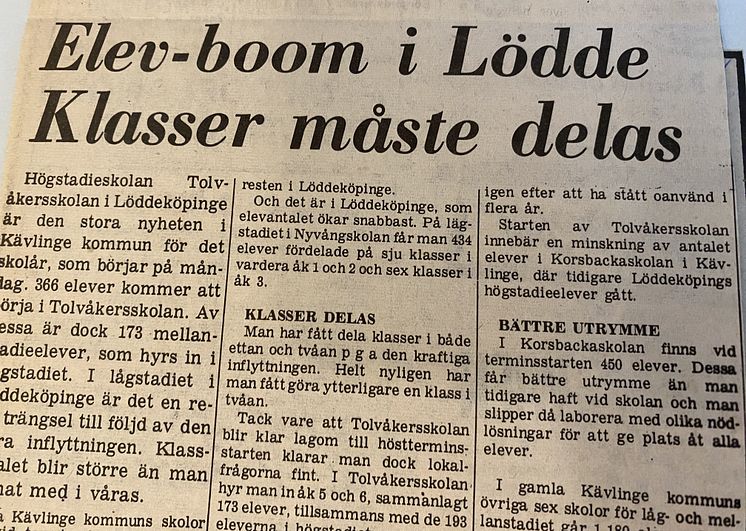 Elev-boom i Lödde
Klasser måste delas
Högstadieskolan Tolv-
åkersskolan i Löddeköpinge
är den stora nyheten i
Kävlinge kommun för det
skolår, som börjar på mån-
dag. 366 elever kommer att
örja i Tolvåkersskolan. Av
essa är dock 173 mellan-
adieelever, som hyrs in i
gstadiet. I lågstadiet i
ddeköpinge är det en re-
trängsel till följd av den
ra inflyttningen. Klass-
alet blir större än man
nat med i våras.
Kävlinge kommuns skolor
resten i Löddeköpinge.
Och det är i Löddeköpinge, som
elevantalet ökar snabbast. På låg-
stadiet i Nyvångskolan får man 434
elever fördelade på sju klasser i
vardera åk 1 och 2 och sex klasser i
åk 3.
KLASSER DELAS
Man har fått dela klasser i både
ettan och tvåan p g a den kraftiga
inflyttningen. Helt nyligen har
man fått göra ytterligare en klass i
tvåan.
Tack vare att Tolvåkersskolan
blir klar lagom till hösttermins-
starten klarar man dock lokal-
frågorna fint. I Tolvåkersskolan
hyr man in åk 5 och 6, sammanlagt
173 elever, tillsammans med de 193
eleverna i högstadiet
igen efter att ha stått oanvänd i
flera år.
Starten av Tolvåkersskolan
innebär en minskning av antalet
elever i Korsbackaskolan i Käv-
linge, där tidigare Löddeköpings
högstadieelever gått.
BÄTTRE UTRYMME
I Korsbackaskolan finns vid
terminsstarten 450 elever. Dessa
får bättre utrymme än man
tidigare haft vid skolan och man
slipper då laborera med olika nöd-
lösningar för att ge plats åt alla
elever.
I gamla Kävlinge kommuns
övriga sex skolor för låg- och mel-
lanstadiet går 1 180